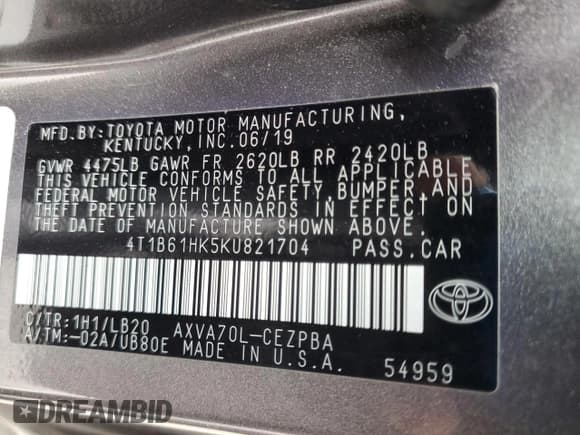 MFD.BY:TOYOTA MOTOR MANUFACTURING,
KENTUCKY, INC.06/19
GVWR 4475LB GAWR FR 2620LB RR 2420LB
THIS VEHICLE CONFORMS TO ALL APPLICABLE
FEDERAL MOTOR VEHICLE SAFETY,BUMPER,AND
THEFT PREVENTION STANDARDS IN EFFECT ON
THE DATE OF MANUFACTURE SHOWN ABOVE.
4T1B61HK5KU821704 PASS.CAR
C/TR:1H1/LB20 AXVA70L-CEZPBA
A/TM:-02A/UB80E MADE IN U.S.A.
54959
DREAMBID